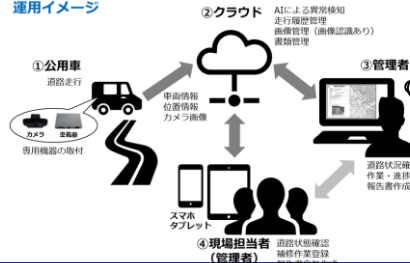 運用イメージ
②クラウド
AIによる異常検知
走行履歴管理
画像管理（画像認識あり）
書類管理
①公用車
道路走行
カメラ
専用機器の取付
車両情報
位置情報
カメラ画像
③管理者
道路状況確
作業・進捗
報告書作成
スマホ
タブレット
④現場担当者
（管理者）
道路状態確認
補修作業登録